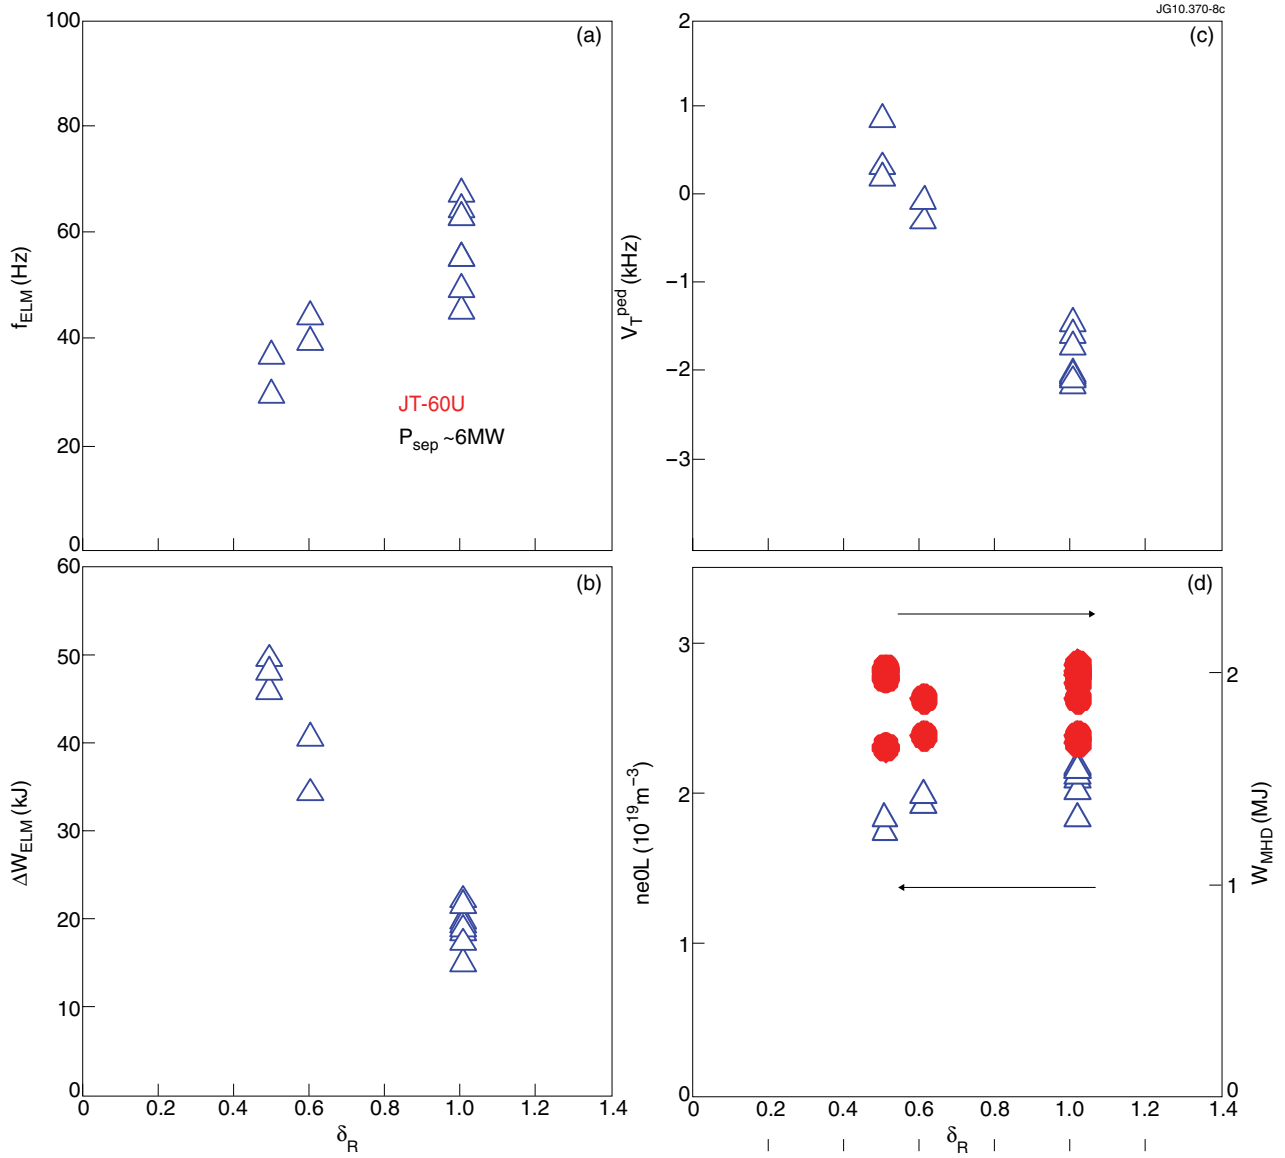 JG10.370-8c
100
80
60
40
20
0
f_ELM (Hz)
(a)
JT-60U
P_sep ~6MW
2
1
0
−1
−2
−3
V_T^ped (kHz)
(c)
60
50
40
30
20
10
0
ΔW_ELM (kJ)
(b)
0 0.2 0.4 0.6 0.8 1.0 1.2 1.4
δ_R
3
2
1
0
ne0L (10^19 m^−3)
(d)
2
1
0
W_MHD (MJ)
0 0.2 0.4 0.6 0.8 1.0 1.2 1.4
δ_R